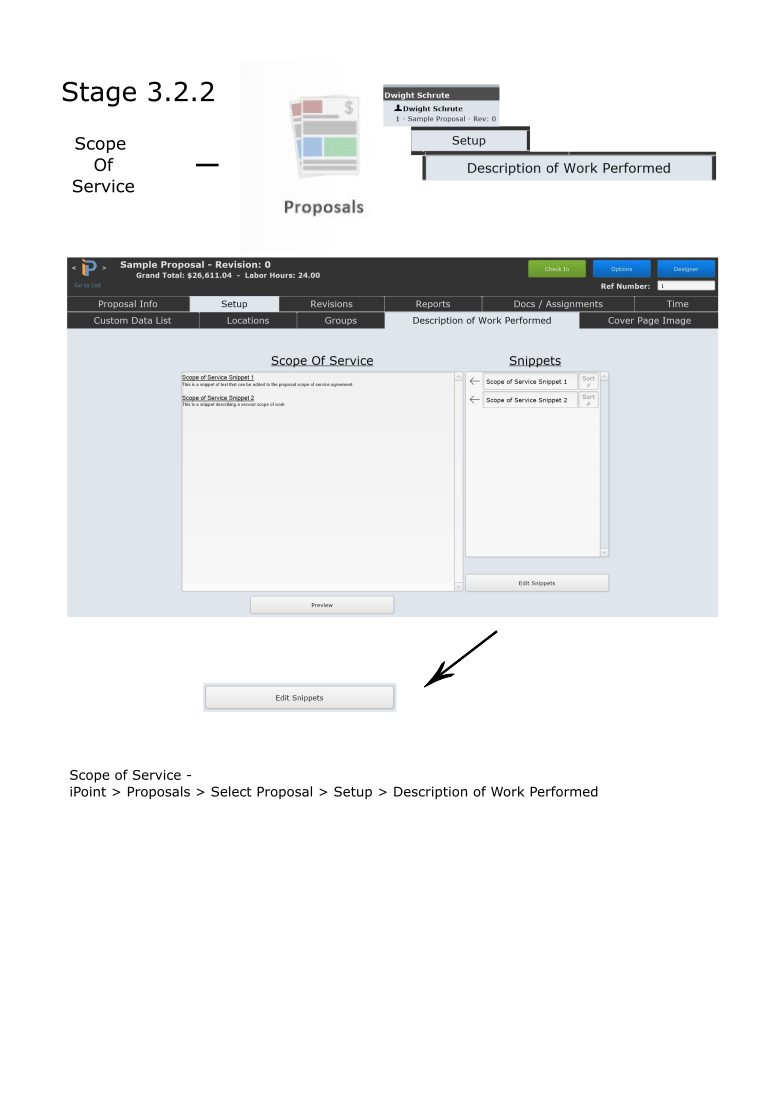 Stage 3.2.2
Scope
Of
Service
Proposals
Dwight Schrute
Dwight Schrute
1 - Sample Proposal - Rev: 0
Setup
Description of Work Performed
< iP >
Sample Proposal - Revision: 0
Grand Total: $26,611.04 - Labor Hours: 24.00
Check In Options Designer
Go to List
Ref Number: 1
Proposal Info Setup Revisions Reports Docs / Assignments Time
Custom Data List Locations Groups Description of Work Performed Cover Page Image
Scope Of Service Snippets
Scope of Service Snippet 1
This is a snippet of text that can be added to the proposal scope of service agreement.
Scope of Service Snippet 2
This is a snippet describing a second scope of work.
Scope of Service Snippet 1 Sort
#
Scope of Service Snippet 2 Sort
#
Edit Snippets
Preview
Edit Snippets
Scope of Service -
iPoint > Proposals > Select Proposal > Setup > Description of Work Performed